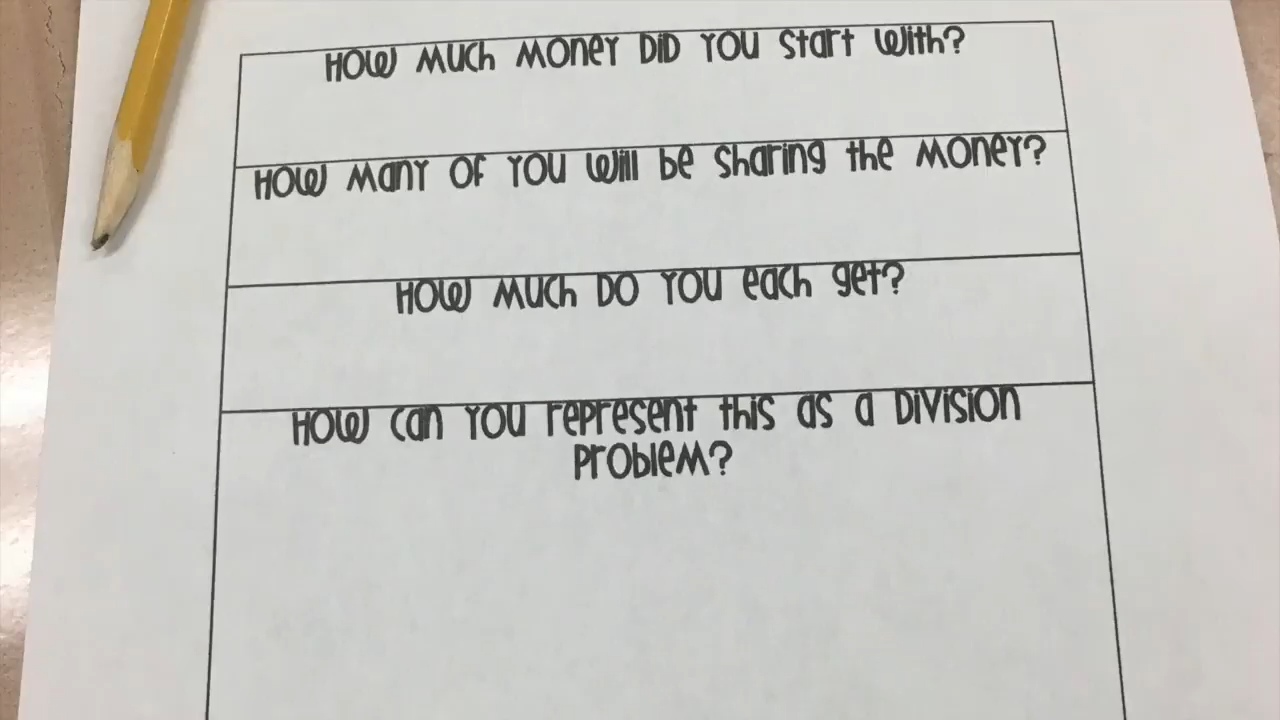 How Much Money Did You Start With?
How Many Of You Will be Sharing the Money?
How Much Do You each get?
How can You represent this as a Division
Problem?